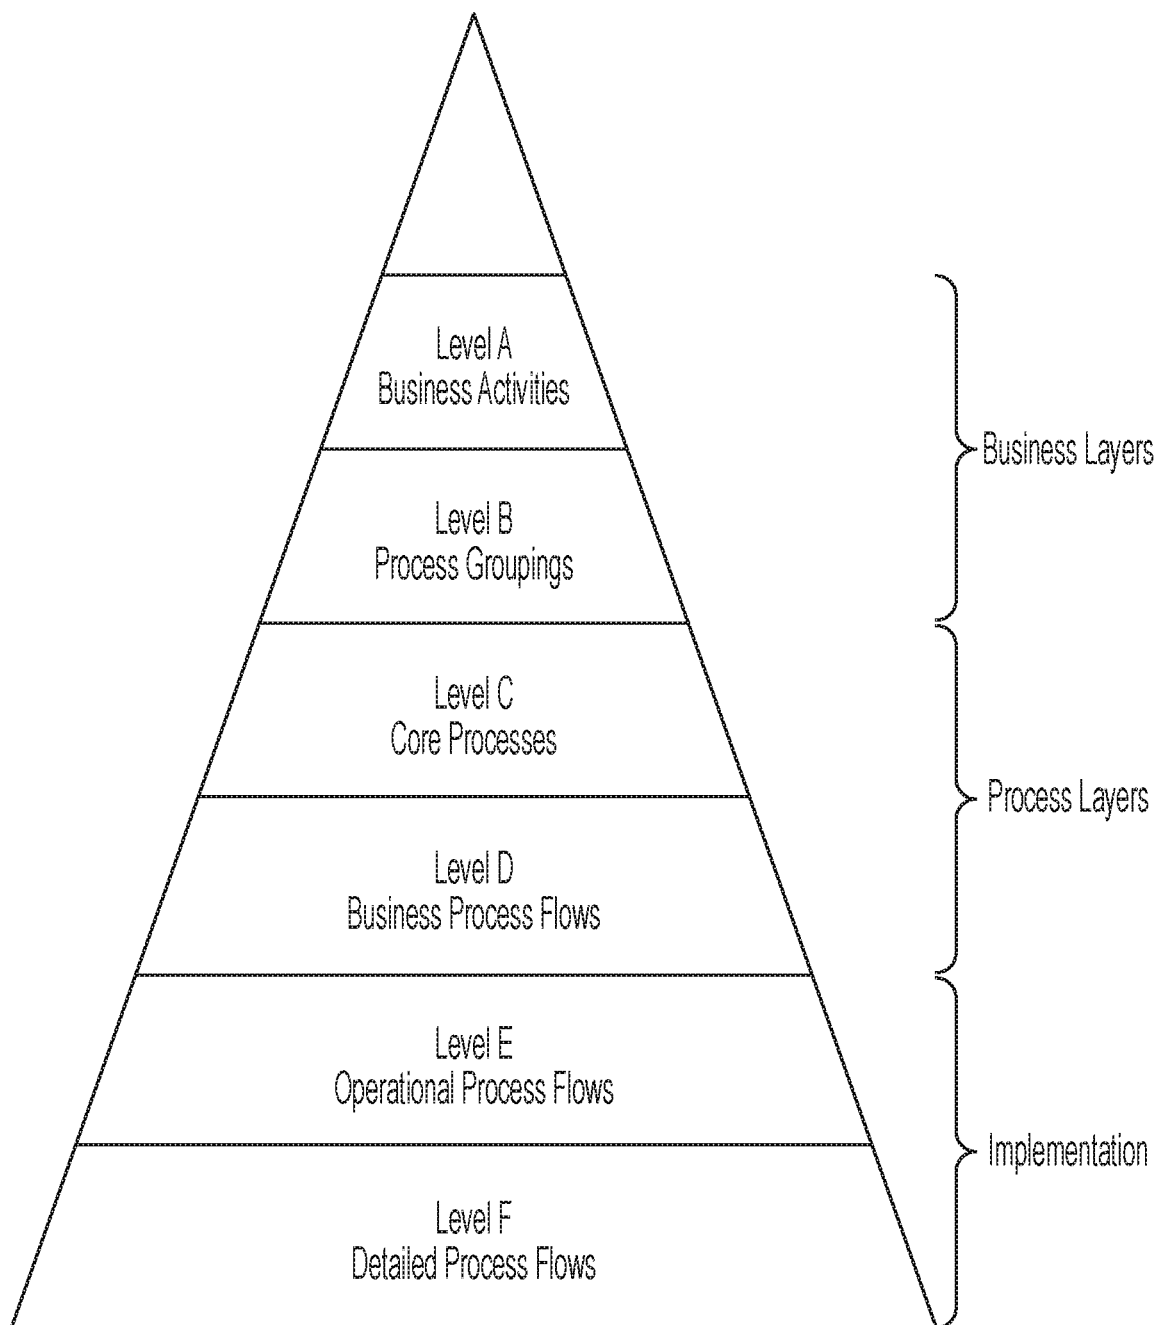 Level A
Business Activities
Business Layers
Level B
Process Groupings
Level C
Core Processes
Process Layers
Level D
Business Process Flows
Level E
Operational Process Flows
Implementation
Level F
Detailed Process Flows